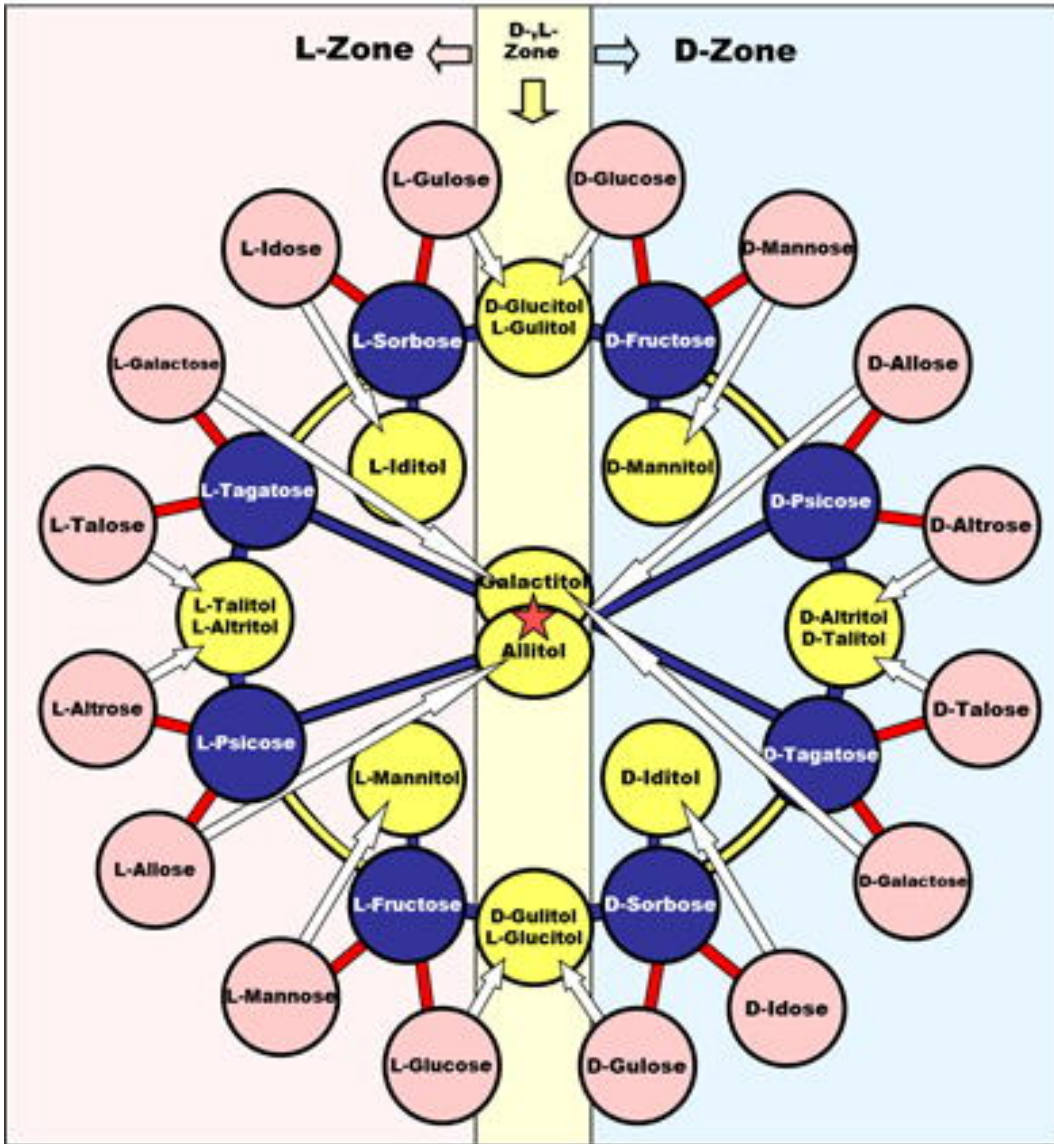 L-Zone
D-,L-
Zone
D-Zone
L-Gulose
D-Glucose
L-Idose
D-Mannose
D-Glucitol
L-Gulitol
L-Sorbose
D-Fructose
L-Galactose
D-Allose
L-Iditol
D-Mannitol
L-Tagatose
D-Psicose
L-Talose
D-Altrose
Galactitol
L-Talitol
L-Altritol
D-Altritol
D-Talitol
Allitol
L-Altrose
D-Talose
L-Psicose
D-Tagatose
L-Mannitol
D-Iditol
L-Allose
D-Galactose
L-Fructose
D-Sorbose
D-Gulitol
L-Glucitol
L-Mannose
D-Idose
L-Glucose
D-Gulose